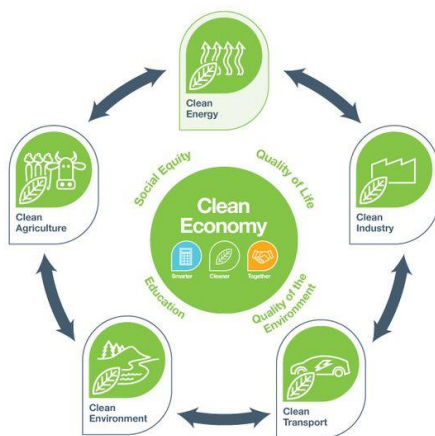 Clean
Energy
Clean
Agriculture
Clean
Industry
Social Equity
Quality of Life
Clean
Economy
Smarter
Cleaner
Together
Education
Quality of the
Environment
Clean
Environment
Clean
Transport